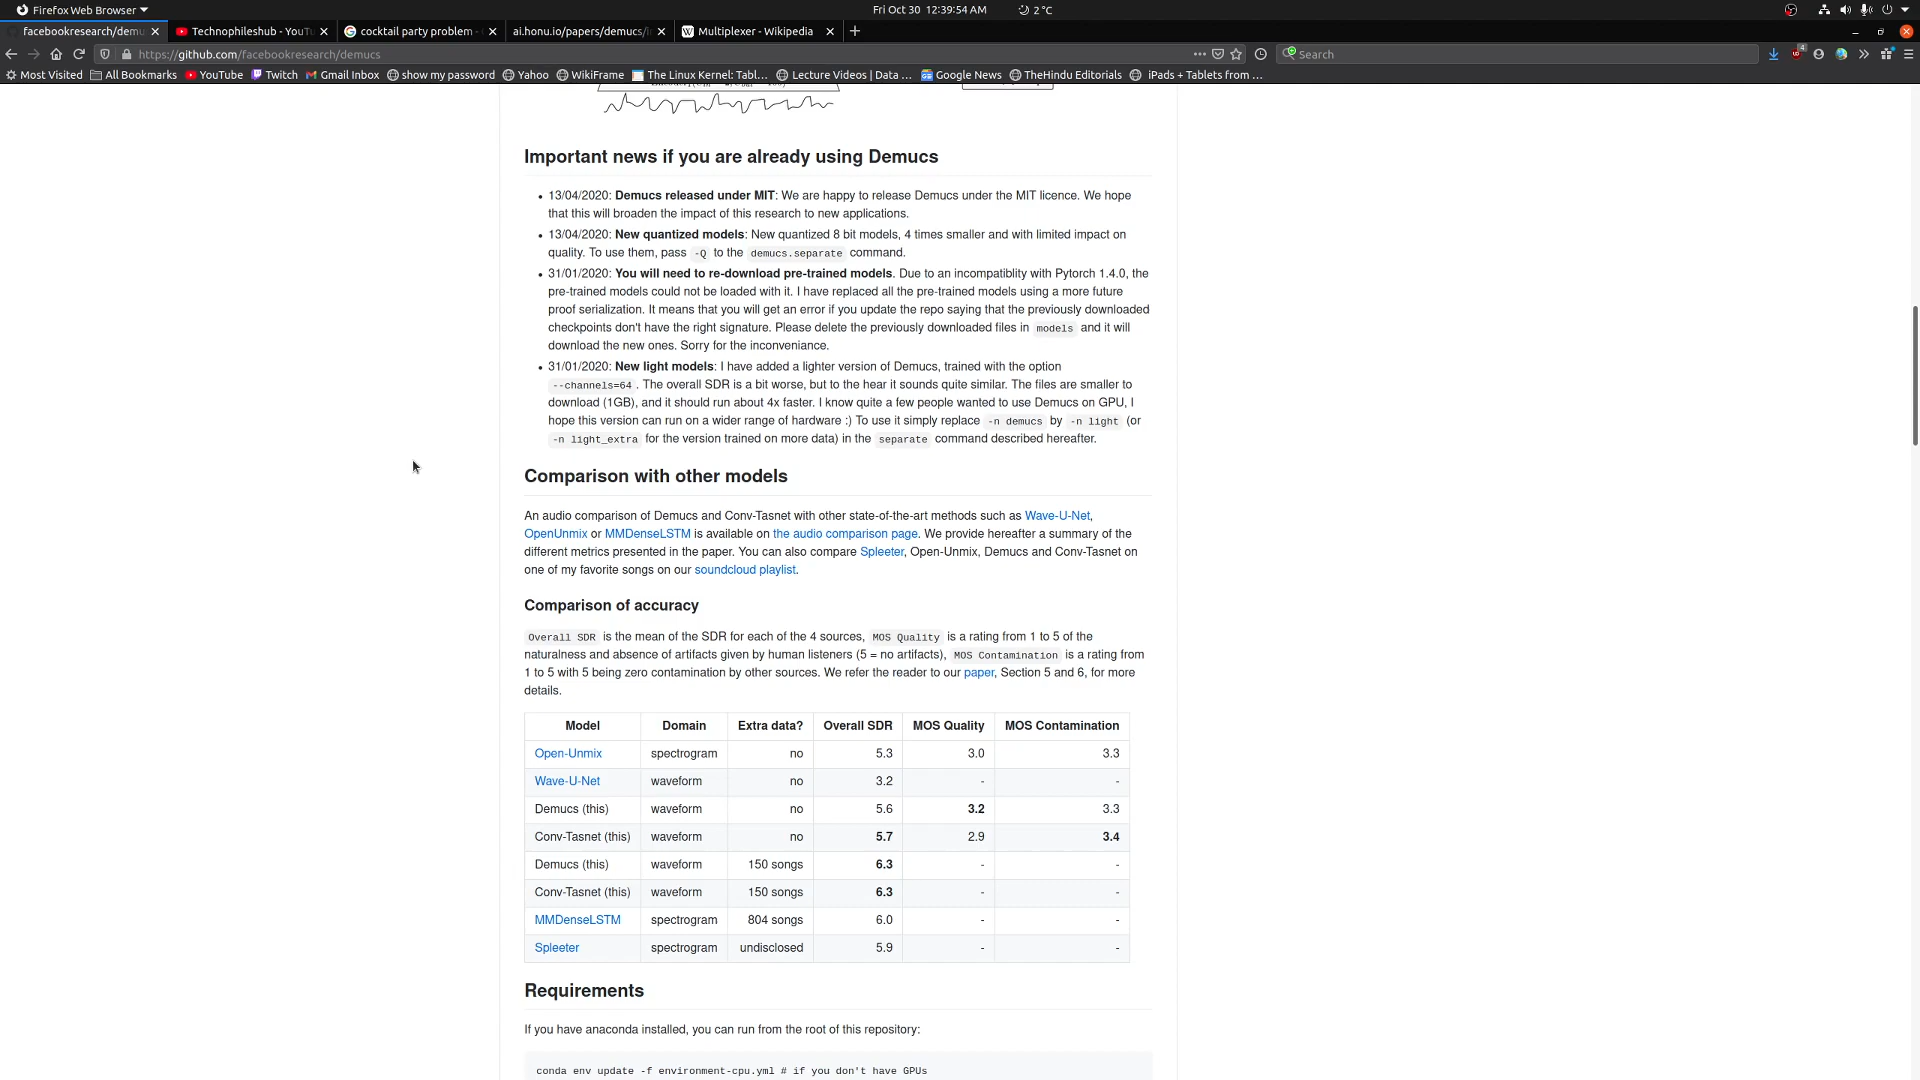 Firefox Web Browser
Fri Oct 30 12:39:54 AM
2 °C
facebookresearch/demu
Technophileshub - YouT
cocktail party problem -
ai.honu.io/papers/demucs/
Multiplexer - Wikipedia
https://github.com/facebookresearch/demucs
Search
4
Most Visited
All Bookmarks
YouTube
Twitch
Gmail Inbox
show my password
Yahoo
WikiFrame
The Linux Kernel: Tabl...
Lecture Videos | Data ...
Google News
TheHindu Editorials
iPads + Tablets from ...
Important news if you are already using Demucs
• 13/04/2020: Demucs released under MIT: We are happy to release Demucs under the MIT licence. We hope
that this will broaden the impact of this research to new applications.
• 13/04/2020: New quantized models: New quantized 8 bit models, 4 times smaller and with limited impact on
quality. To use them, pass -Q to the demucs.separate command.
• 31/01/2020: You will need to re-download pre-trained models. Due to an incompatiblity with Pytorch 1.4.0, the
pre-trained models could not be loaded with it. I have replaced all the pre-trained models using a more future
proof serialization. It means that you will get an error if you update the repo saying that the previously downloaded
checkpoints don't have the right signature. Please delete the previously downloaded files in models and it will
download the new ones. Sorry for the inconveniance.
• 31/01/2020: New light models: I have added a lighter version of Demucs, trained with the option
--channels=64 . The overall SDR is a bit worse, but to the hear it sounds quite similar. The files are smaller to
download (1GB), and it should run about 4x faster. I know quite a few people wanted to use Demucs on GPU, I
hope this version can run on a wider range of hardware :) To use it simply replace -n demucs by -n light (or
-n light_extra for the version trained on more data) in the separate command described hereafter.
Comparison with other models
An audio comparison of Demucs and Conv-Tasnet with other state-of-the-art methods such as Wave-U-Net,
OpenUnmix or MMDenseLSTM is available on the audio comparison page. We provide hereafter a summary of the
different metrics presented in the paper. You can also compare Spleeter, Open-Unmix, Demucs and Conv-Tasnet on
one of my favorite songs on our soundcloud playlist.
Comparison of accuracy
Overall SDR is the mean of the SDR for each of the 4 sources, MOS Quality is a rating from 1 to 5 of the
naturalness and absence of artifacts given by human listeners (5 = no artifacts), MOS Contamination is a rating from
1 to 5 with 5 being zero contamination by other sources. We refer the reader to our paper, Section 5 and 6, for more
details.
Model Domain Extra data? Overall SDR MOS Quality MOS Contamination
Open-Unmix spectrogram no 5.3 3.0 3.3
Wave-U-Net waveform no 3.2 - -
Demucs (this) waveform no 5.6 3.2 3.3
Conv-Tasnet (this) waveform no 5.7 2.9 3.4
Demucs (this) waveform 150 songs 6.3 - -
Conv-Tasnet (this) waveform 150 songs 6.3 - -
MMDenseLSTM spectrogram 804 songs 6.0 - -
Spleeter spectrogram undisclosed 5.9 - -
Requirements
If you have anaconda installed, you can run from the root of this repository:
conda env update -f environment-cpu.yml # if you don't have GPUs